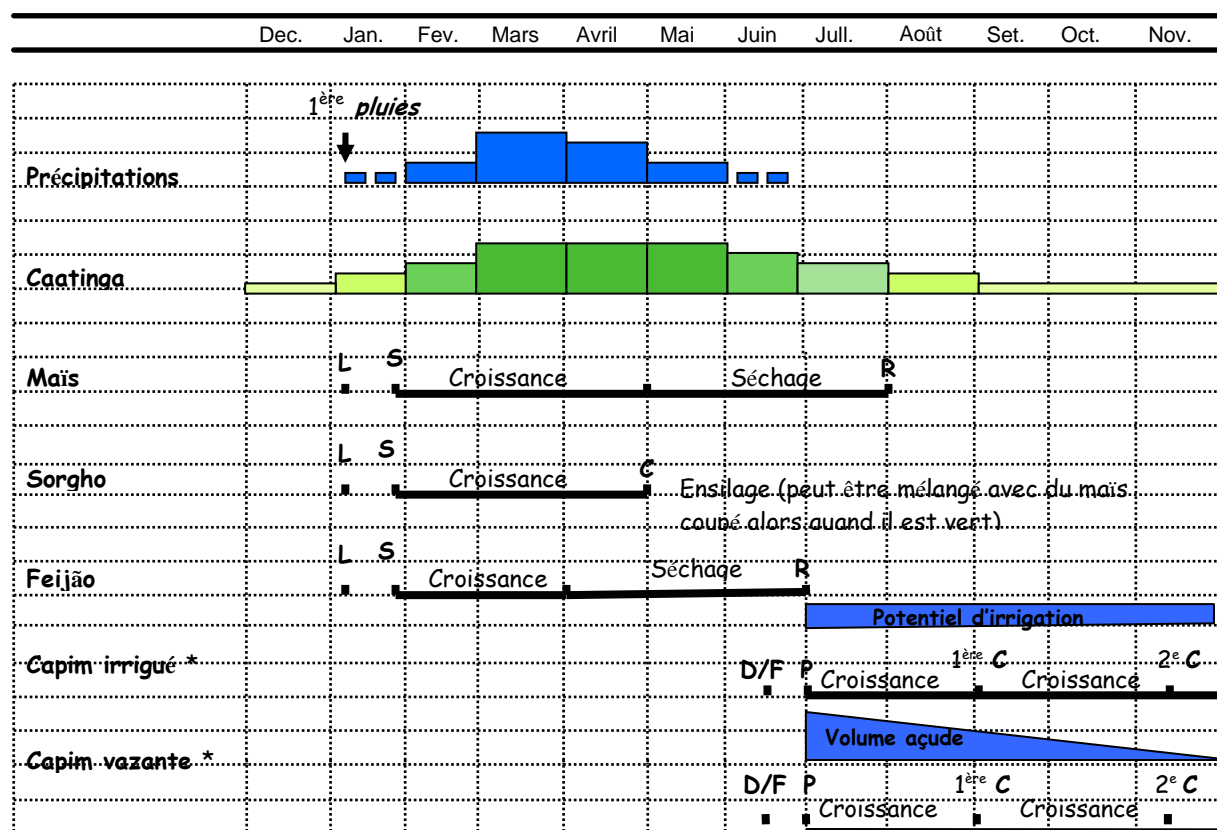 Dec. Jan. Fev. Mars Avril Mai Juin Juil. Août Set. Oct. Nov.
1ère pluies
Précipitations
Caatinga
L S R
Maïs Croissance Séchage
L S C
Sorgho Croissance
Ensilage (peut être mélangé avec du maïs
coupé alors quand il est vert)
L S R
Feijão Croissance Séchage
Potentiel d'irrigation
Capim irrigué * D/F P 1ère C 2e C
Croissance Croissance
Volume açude
Capim vazante *
D/F P 1ère C 2e C
Croissance Croissance